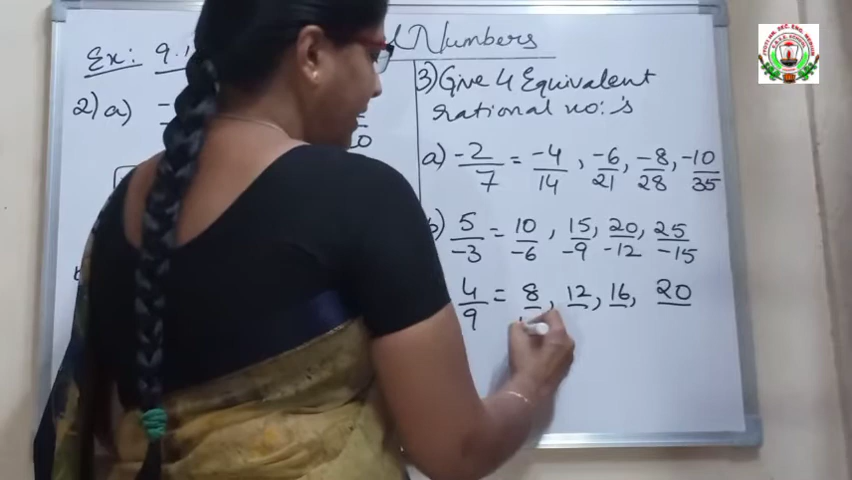 Ex: 9.1
Numbers
2) a)
3) Give 4 Equivalent
rational no:'s
a) -2/7 = -4/14, -6/21, -8/28, -10/35
b) 5/-3 = 10/-6, 15/-9, 20/-12, 25/-15
4/9 = 8, 12, 16, 20